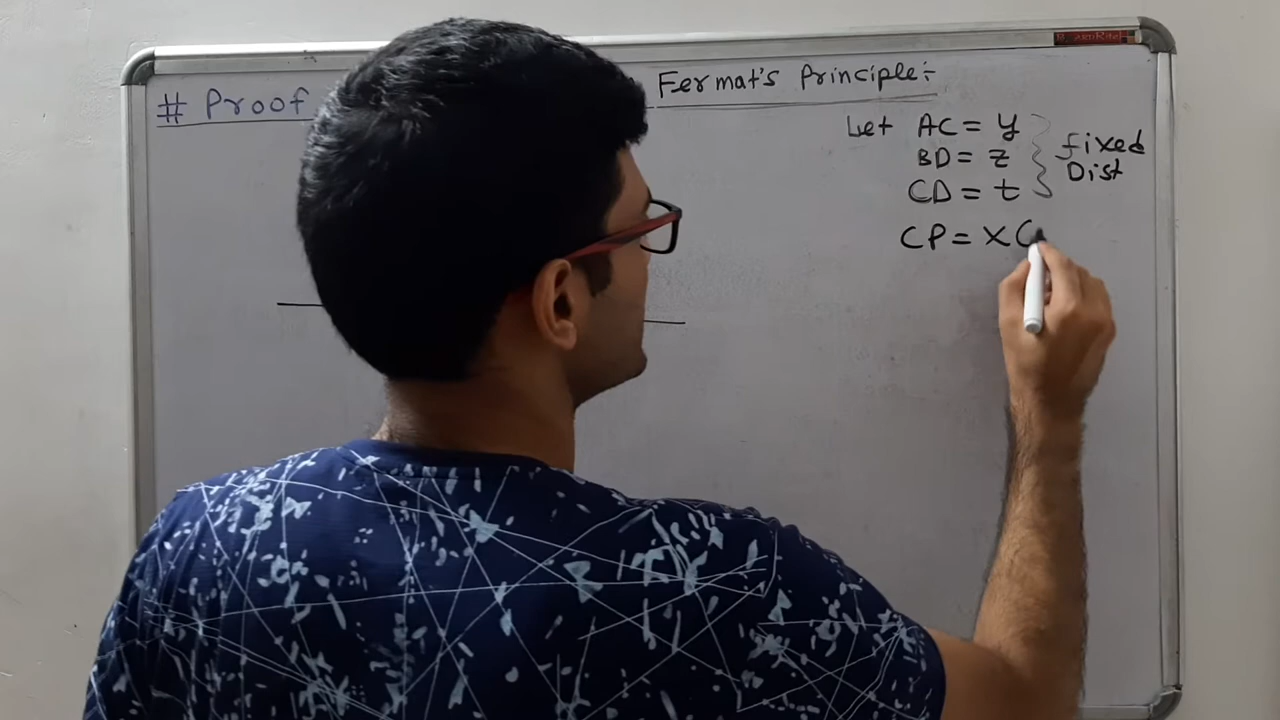 # Proof Fermat's Principle:-
Let AC = y
BD = z
CD = t
fixed
Dist
CP = x (